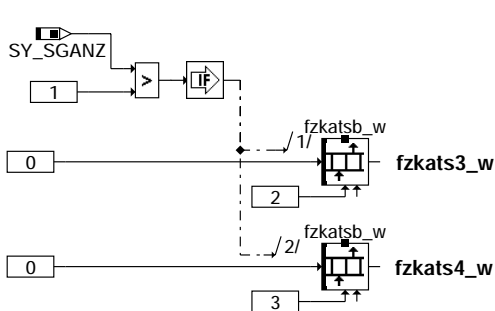 SY_SGANZ
>
IF
1
fzkatsb_w
1/
0
fzkats3_w
2
fzkatsb_w
2/
0
fzkats4_w
3